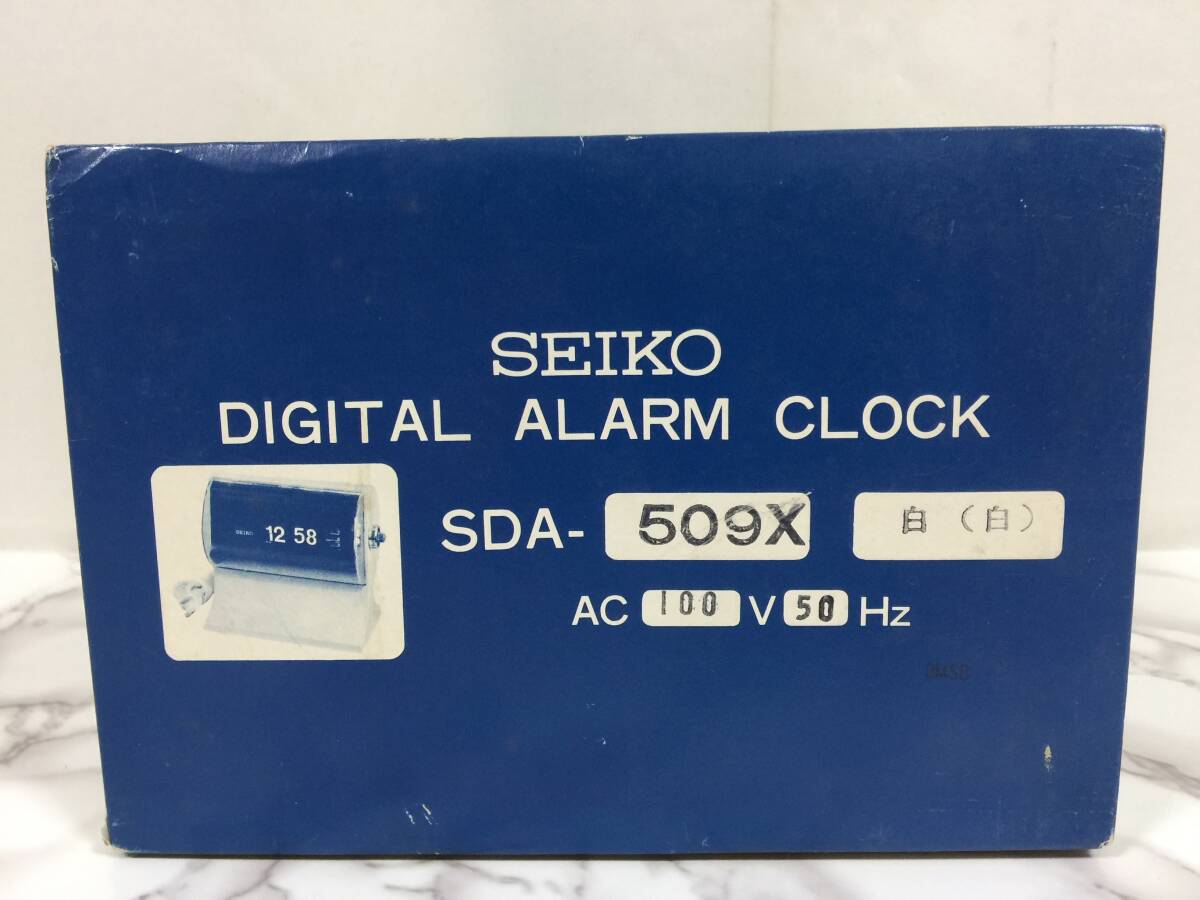 SEIKO
DIGITAL ALARM CLOCK
SEIKO 12 58
SDA- 509X 白（白）
AC 100 V 50 Hz